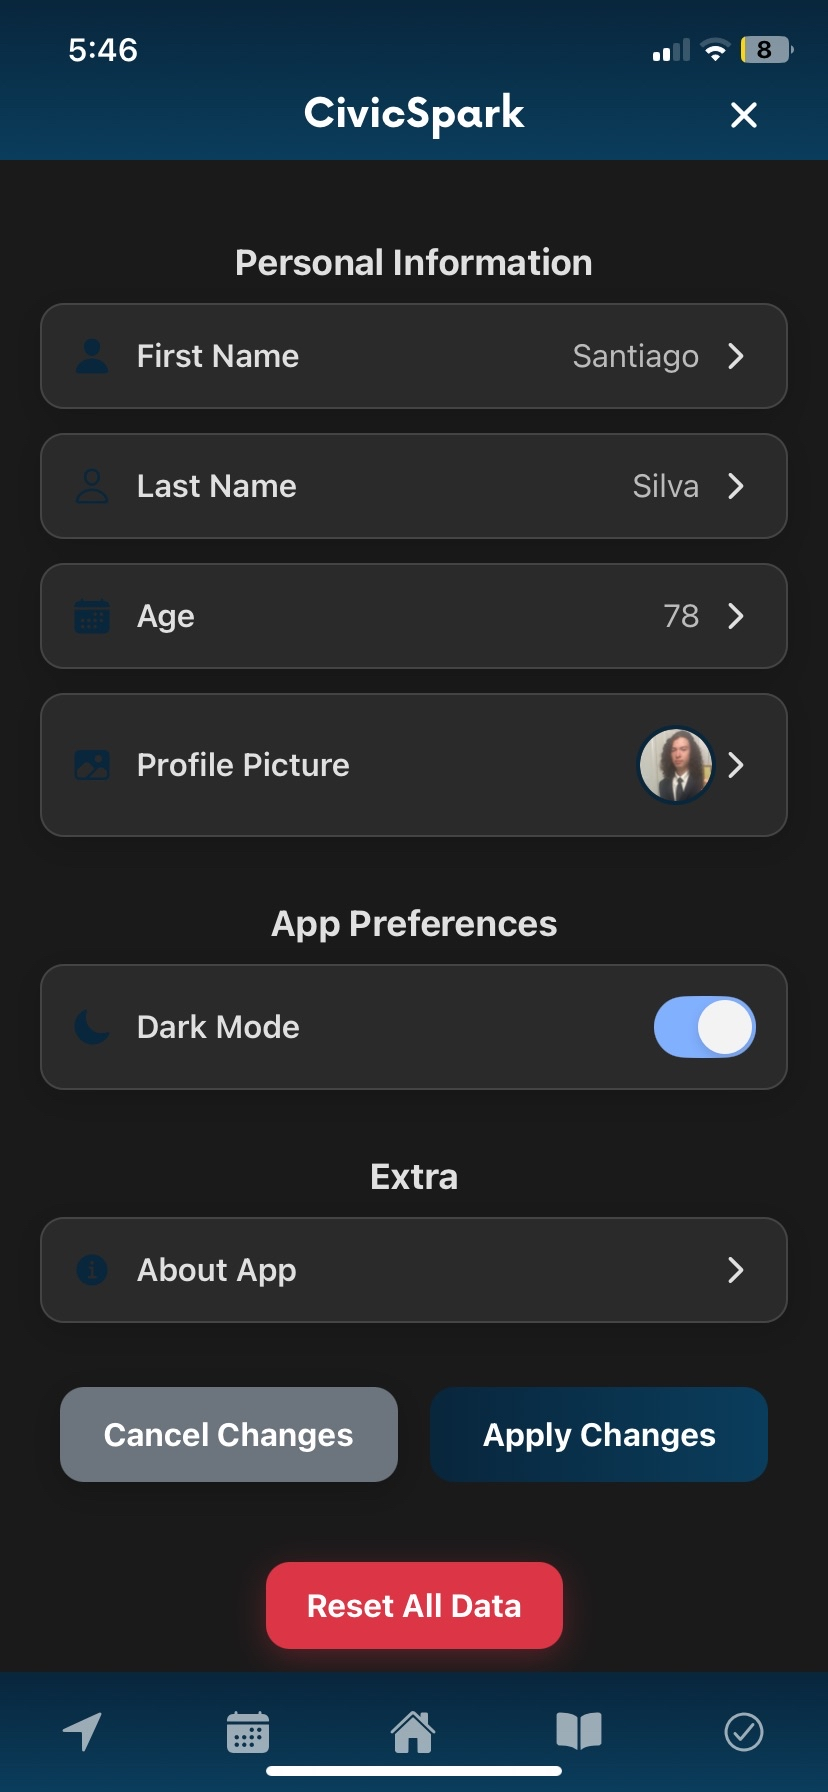 5:46
8
CivicSpark
Personal Information
First Name Santiago
Last Name Silva
Age 78
Profile Picture
App Preferences
Dark Mode
Extra
About App
Cancel Changes Apply Changes
Reset All Data